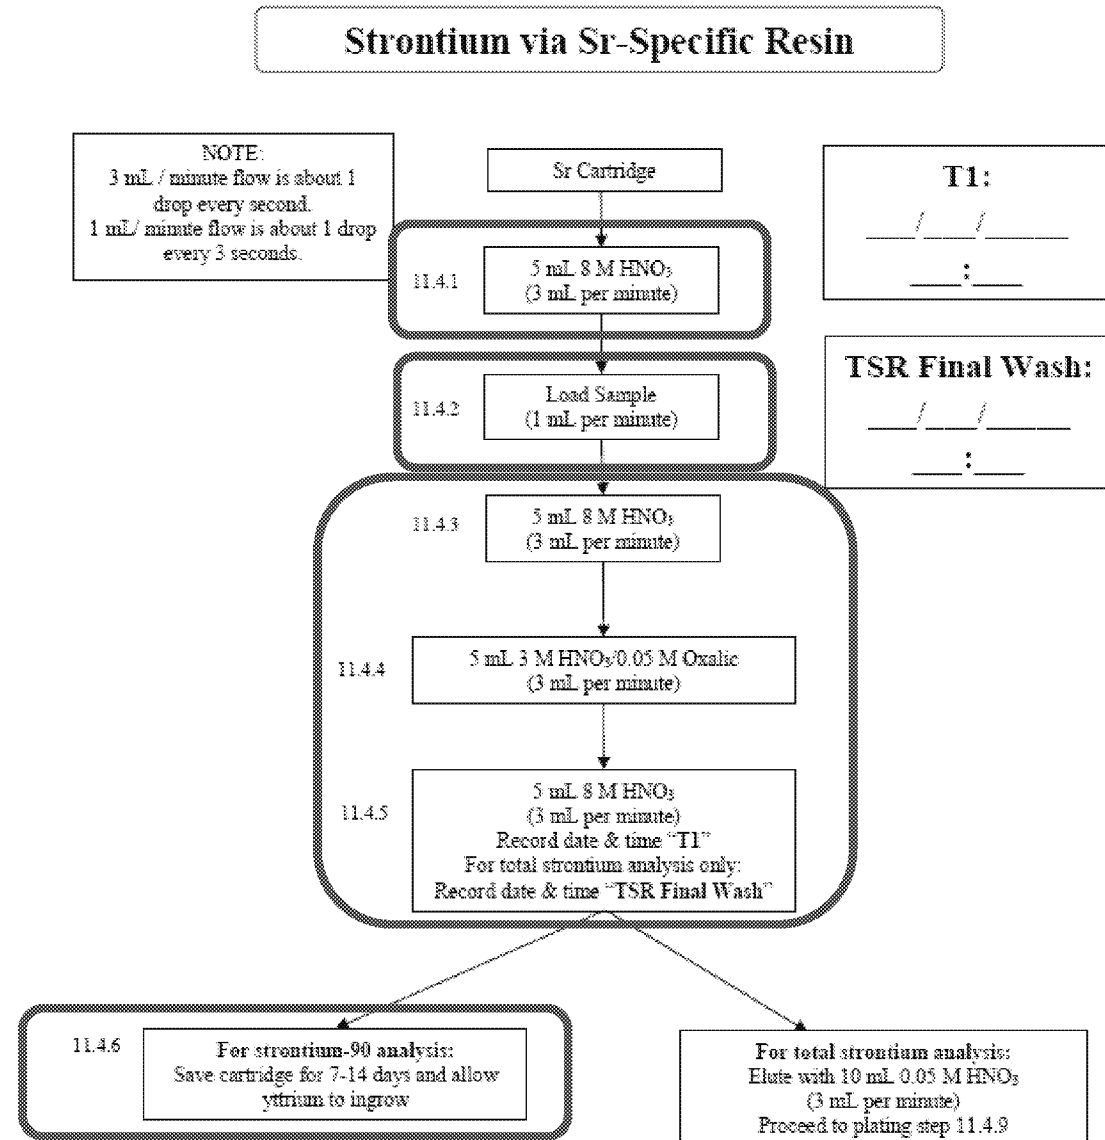 Strontium via Sr-Specific Resin
NOTE:
3 mL / minute flow is about 1
drop every second.
1 mL/ minute flow is about 1 drop
every 3 seconds.
Sr Cartridge
T1:
___/___/_____
___:___
11.4.1
5 mL 8 M HNO₃
(3 mL per minute)
TSR Final Wash:
___/___/_____
___:___
11.4.2
Load Sample
(1 mL per minute)
11.4.3
5 mL 8 M HNO₃
(3 mL per minute)
11.4.4
5 mL 3 M HNO₃/0.05 M Oxalic
(3 mL per minute)
11.4.5
5 mL 8 M HNO₃
(3 mL per minute)
Record date & time “T1”
For total strontium analysis only:
Record date & time “TSR Final Wash”
11.4.6
For strontium-90 analysis:
Save cartridge for 7-14 days and allow
yttrium to ingrow
For total strontium analysis:
Elute with 10 mL 0.05 M HNO₃
(3 mL per minute)
Proceed to plating step 11.4.9